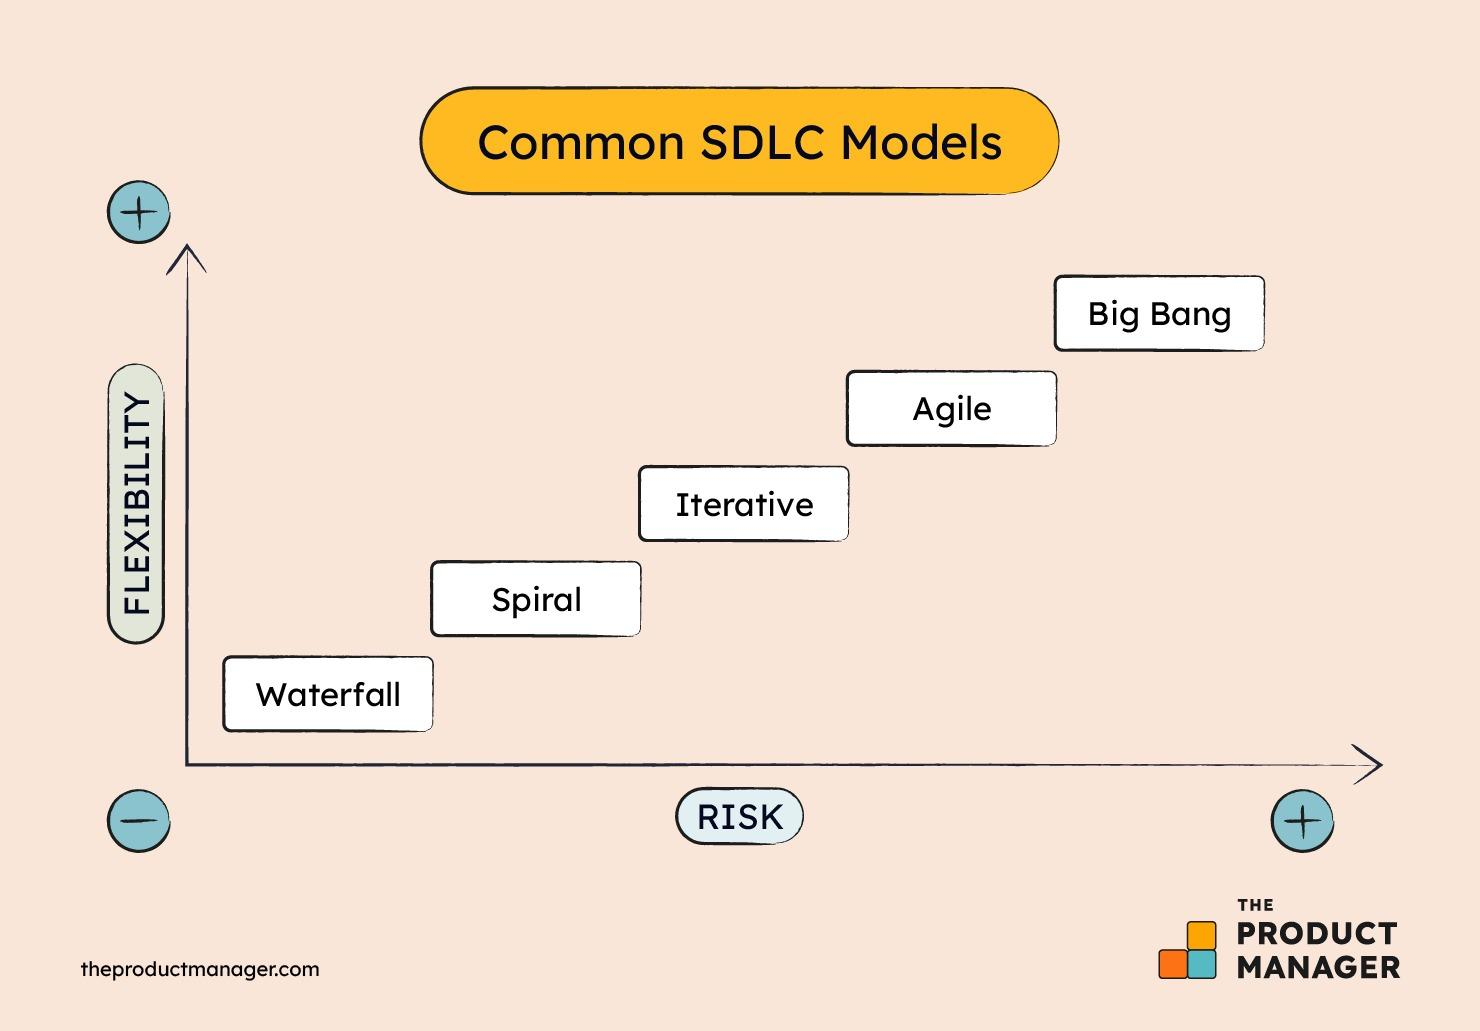 Common SDLC Models
+
Big Bang
Agile
FLEXIBILITY
Iterative
Spiral
Waterfall
−
RISK
+
THE
PRODUCT
MANAGER
theproductmanager.com